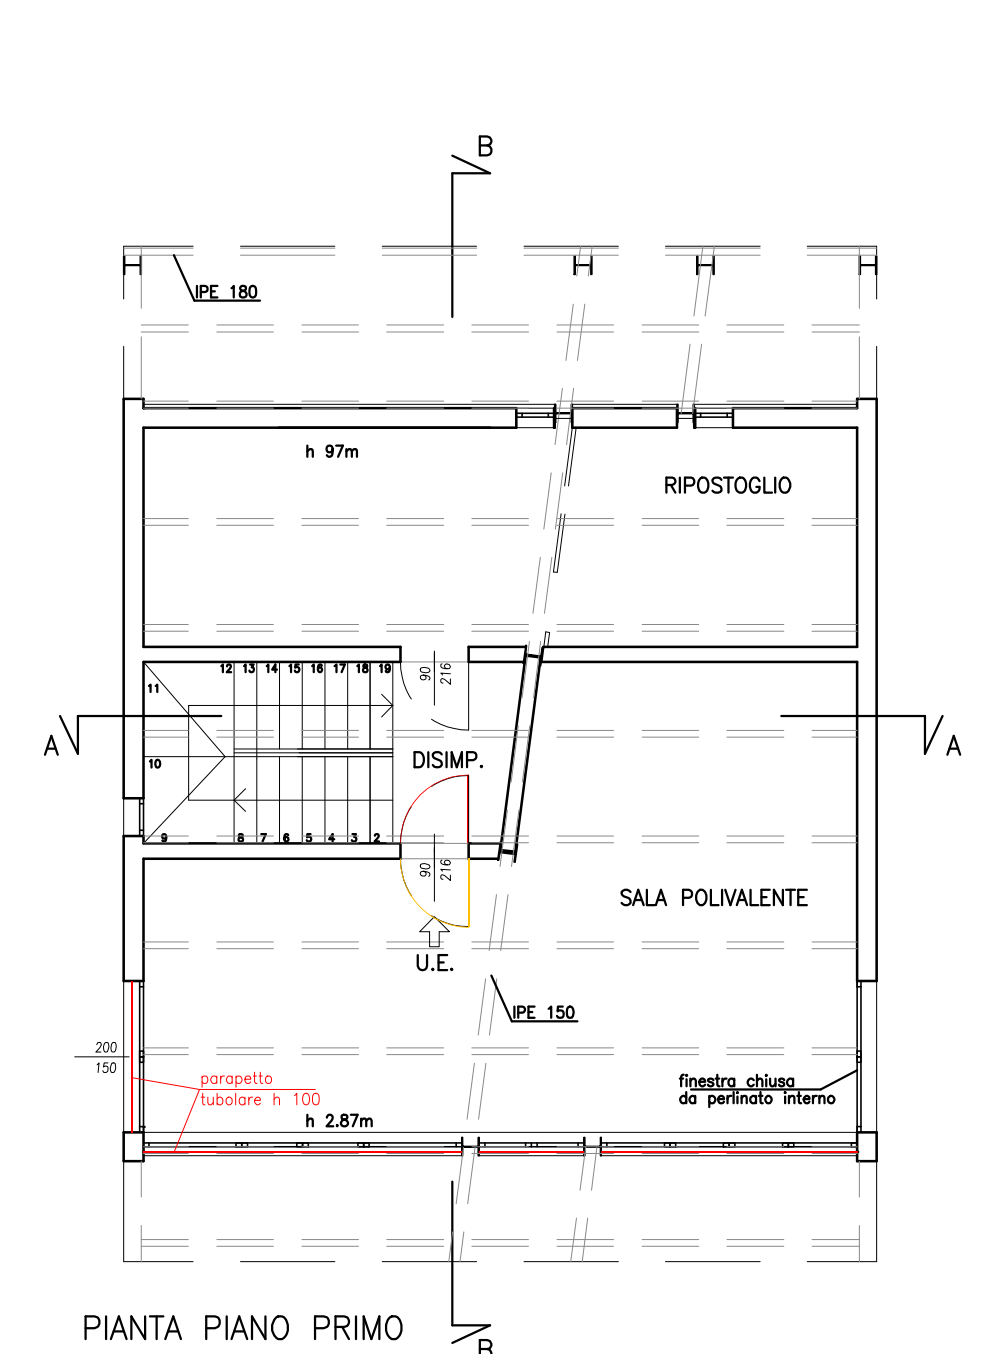 B
IPE 180
h 97m
RIPOSTOGLIO
12 13 14 15 16 17 18 19
11
90
216
A
A
DISIMP.
10
9 8 7 6 5 4 3 2
90
216
SALA POLIVALENTE
U.E.
IPE 150
200
150
parapetto
tubolare h 100
finestra chiusa
da perlinato interno
h 2.87m
PIANTA PIANO PRIMO
B